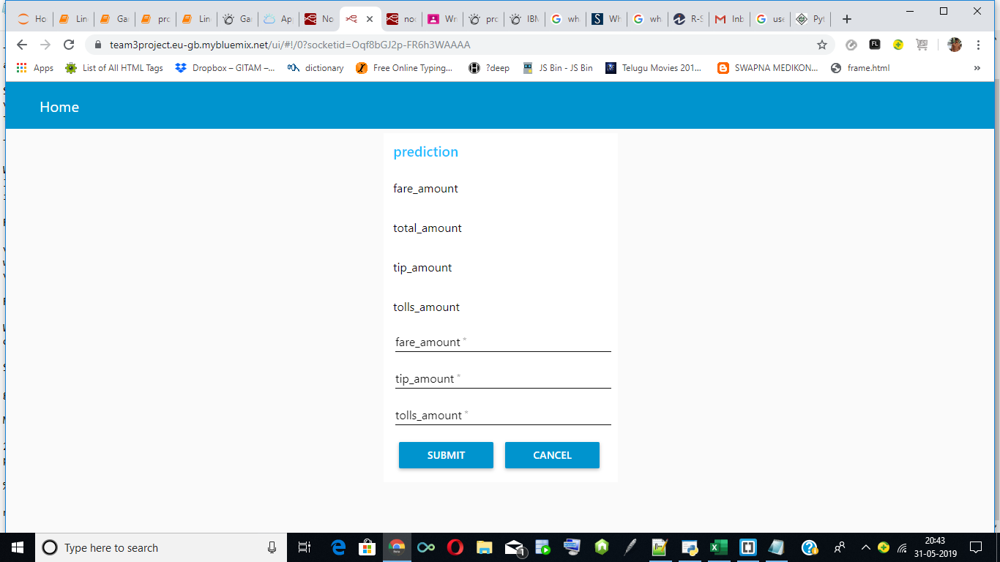 Ho
Lin
Ga
pro
Lin
Ga
Ap
No
noc
Wr
pro
IBM
wh
Wh
wh
R-S
Inb
use
Pyt
team3project.eu-gb.mybluemix.net/ui/#!/0?socketid=Oqf8bGJ2p-FR6h3WAAAA
Apps
List of All HTML Tags
Dropbox – GITAM –...
dictionary
Free Online Typing...
?deep
JS Bin - JS Bin
Telugu Movies 201...
SWAPNA MEDIKON...
frame.html
»
Home
prediction
fare_amount
total_amount
tip_amount
tolls_amount
fare_amount *
tip_amount *
tolls_amount *
SUBMIT
CANCEL
Type here to search
1
20:43
31-05-2019